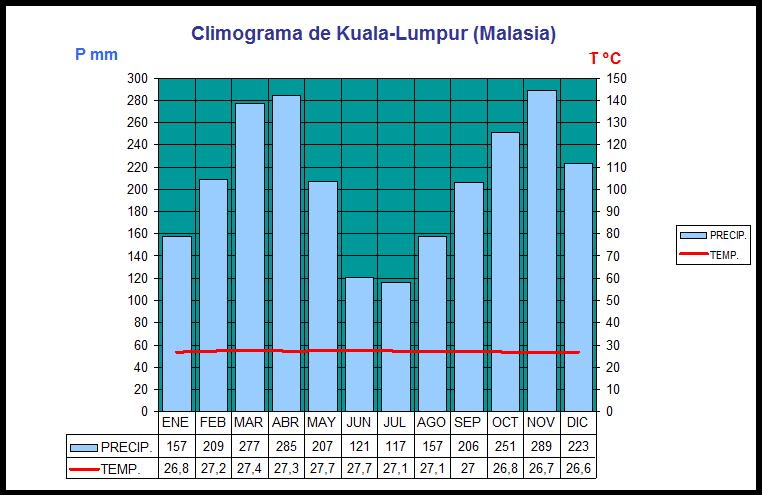 Climograma de Kuala-Lumpur (Malasia)
P mm
T ºC
300 150
280 140
260 130
240 120
220 110
200 100
180 90
160 80
140 70
120 60
100 50
80 40
60 30
40 20
20 10
0 0
PRECIP.
TEMP.
ENE FEB MAR ABR MAY JUN JUL AGO SEP OCT NOV DIC
PRECIP. 157 209 277 285 207 121 117 157 206 251 289 223
TEMP. 26,8 27,2 27,4 27,3 27,7 27,7 27,1 27,1 27 26,8 26,7 26,6